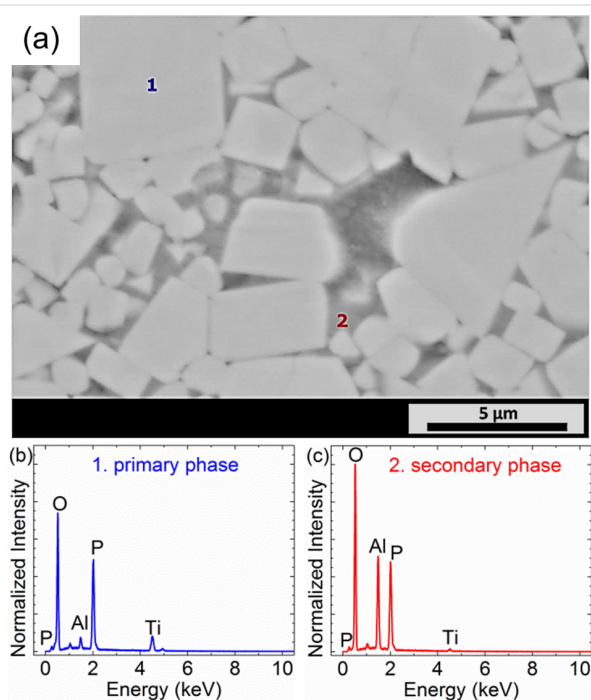 (a)
1
2
5 µm
(b)
1. primary phase
Normalized Intensity
O
P
P
Al
Ti
0 2 4 6 8 10
Energy (keV)
(c)
2. secondary phase
Normalized Intensity
O
Al
P
P
Ti
0 2 4 6 8 10
Energy (keV)